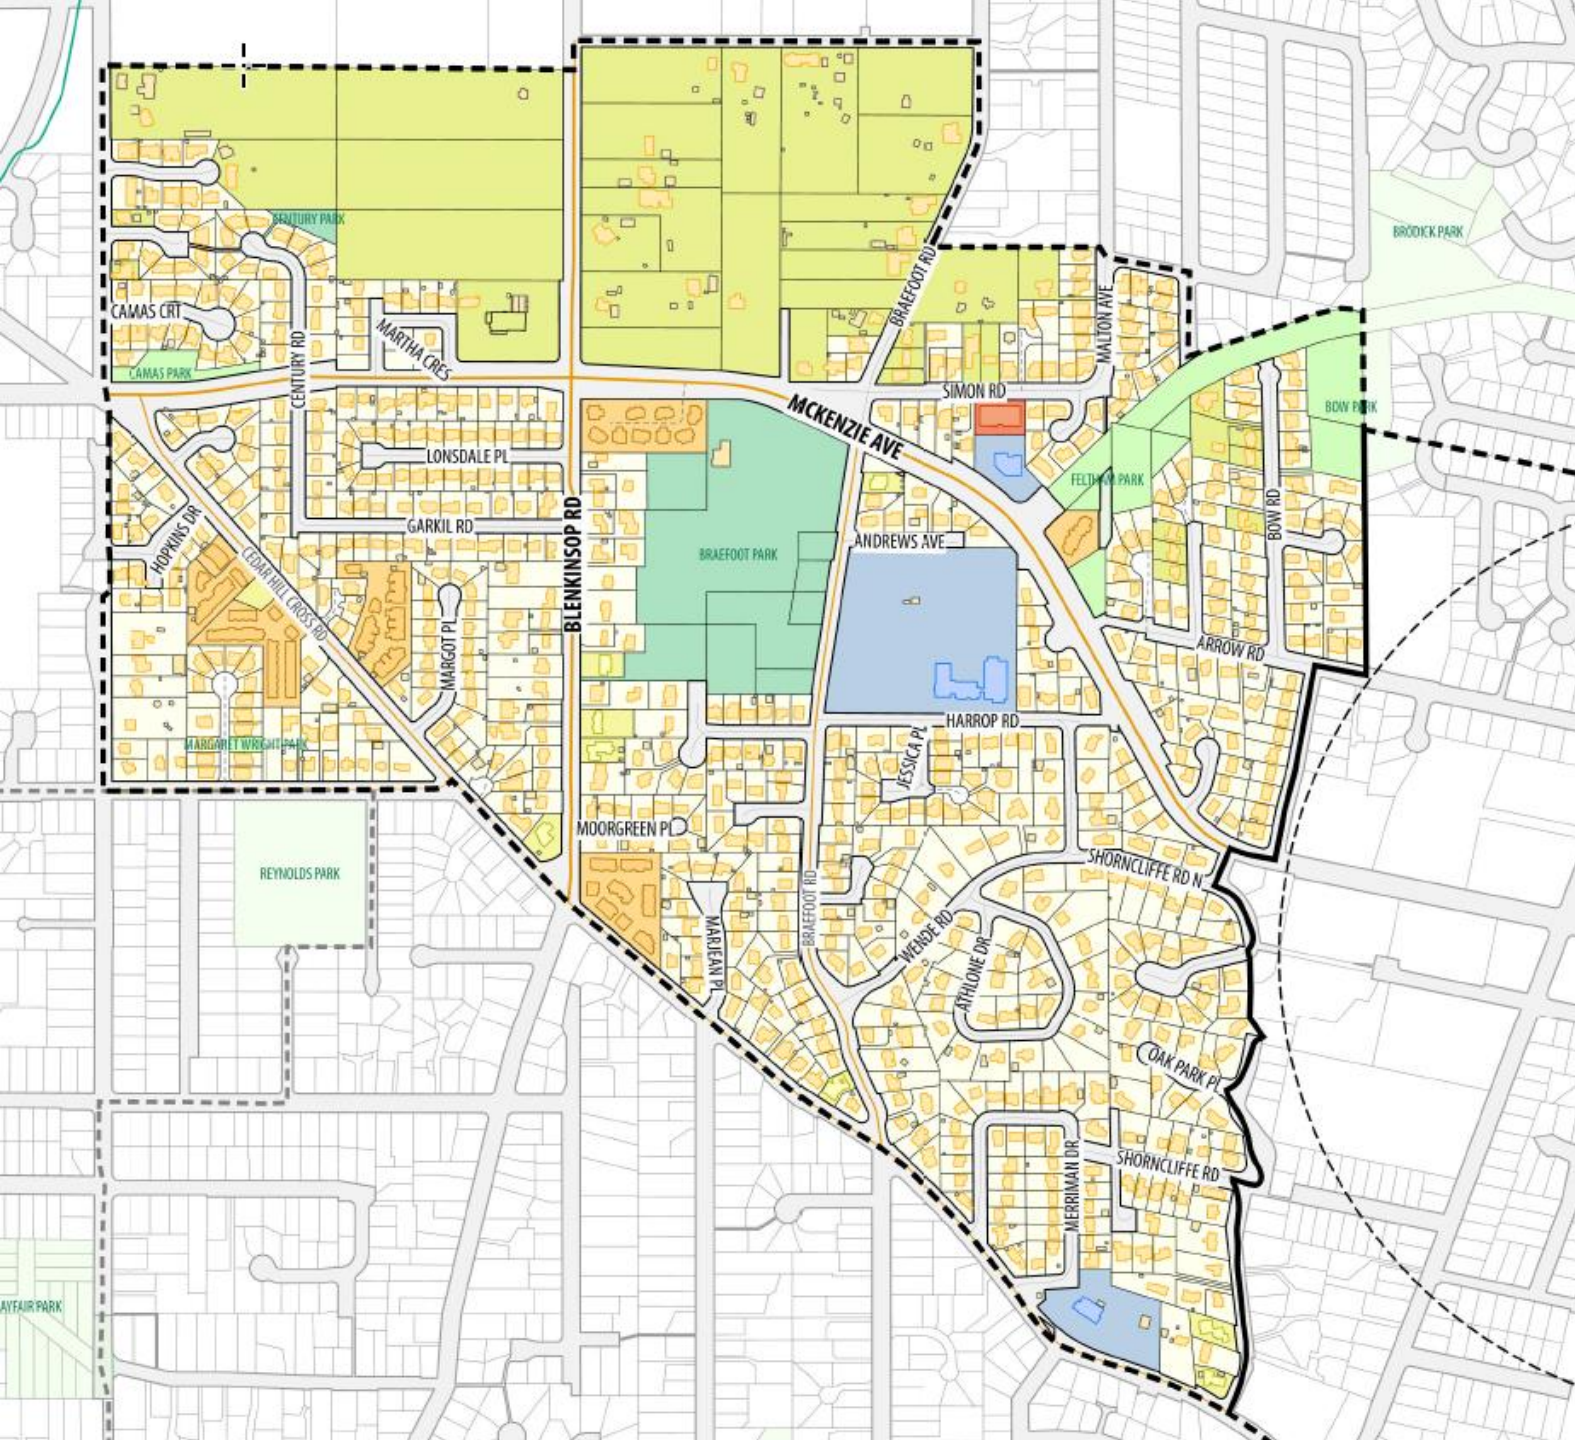 CENTURY PARK
BRODICK PARK
BRAEFOOT RD
CAMAS CRT
MARTHA CRES
MALTON AVE
CENTURY RD
CAMAS PARK
SIMON RD
MCKENZIE AVE
BOW PARK
LONSDALE PL
FELTHAM PARK
BLENKINSOP RD
GARKIL RD
BOW RD
HOPKINS DR
ANDREWS AVE
BRAEFOOT PARK
CEDAR HILL CROSS RD
MARGOT PL
ARROW RD
HARROP RD
MARGARET WRIGHT PARK
JESSICA PL
MOORGREEN PL
SHORNCLIFFE RD N
REYNOLDS PARK
BRAEFOOT RD
WENDE RD
MARJEAN PL
ATHLONE DR
OAK PARK PL
SHORNCLIFFE RD
MERRIMAN DR
AYFAIR PARK